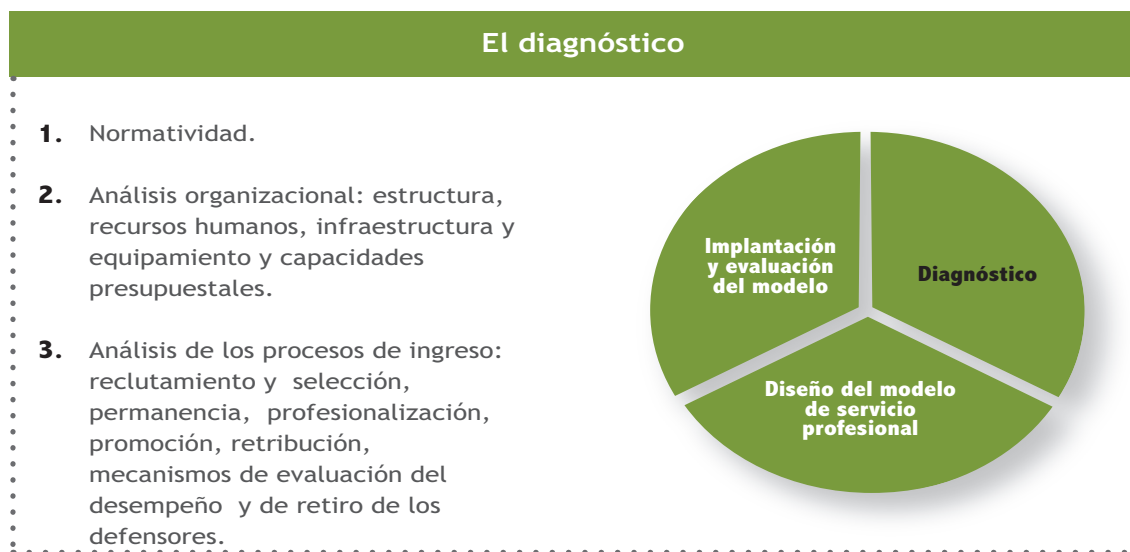 El diagnóstico
1. Normatividad.
2. Análisis organizacional: estructura,
recursos humanos, infraestructura y
equipamiento y capacidades
presupuestales.
3. Análisis de los procesos de ingreso:
reclutamiento y selección,
permanencia, profesionalización,
promoción, retribución,
mecanismos de evaluación del
desempeño y de retiro de los
defensores.
Implantación
y evaluación
del modelo
Diagnóstico
Diseño del modelo
de servicio
profesional